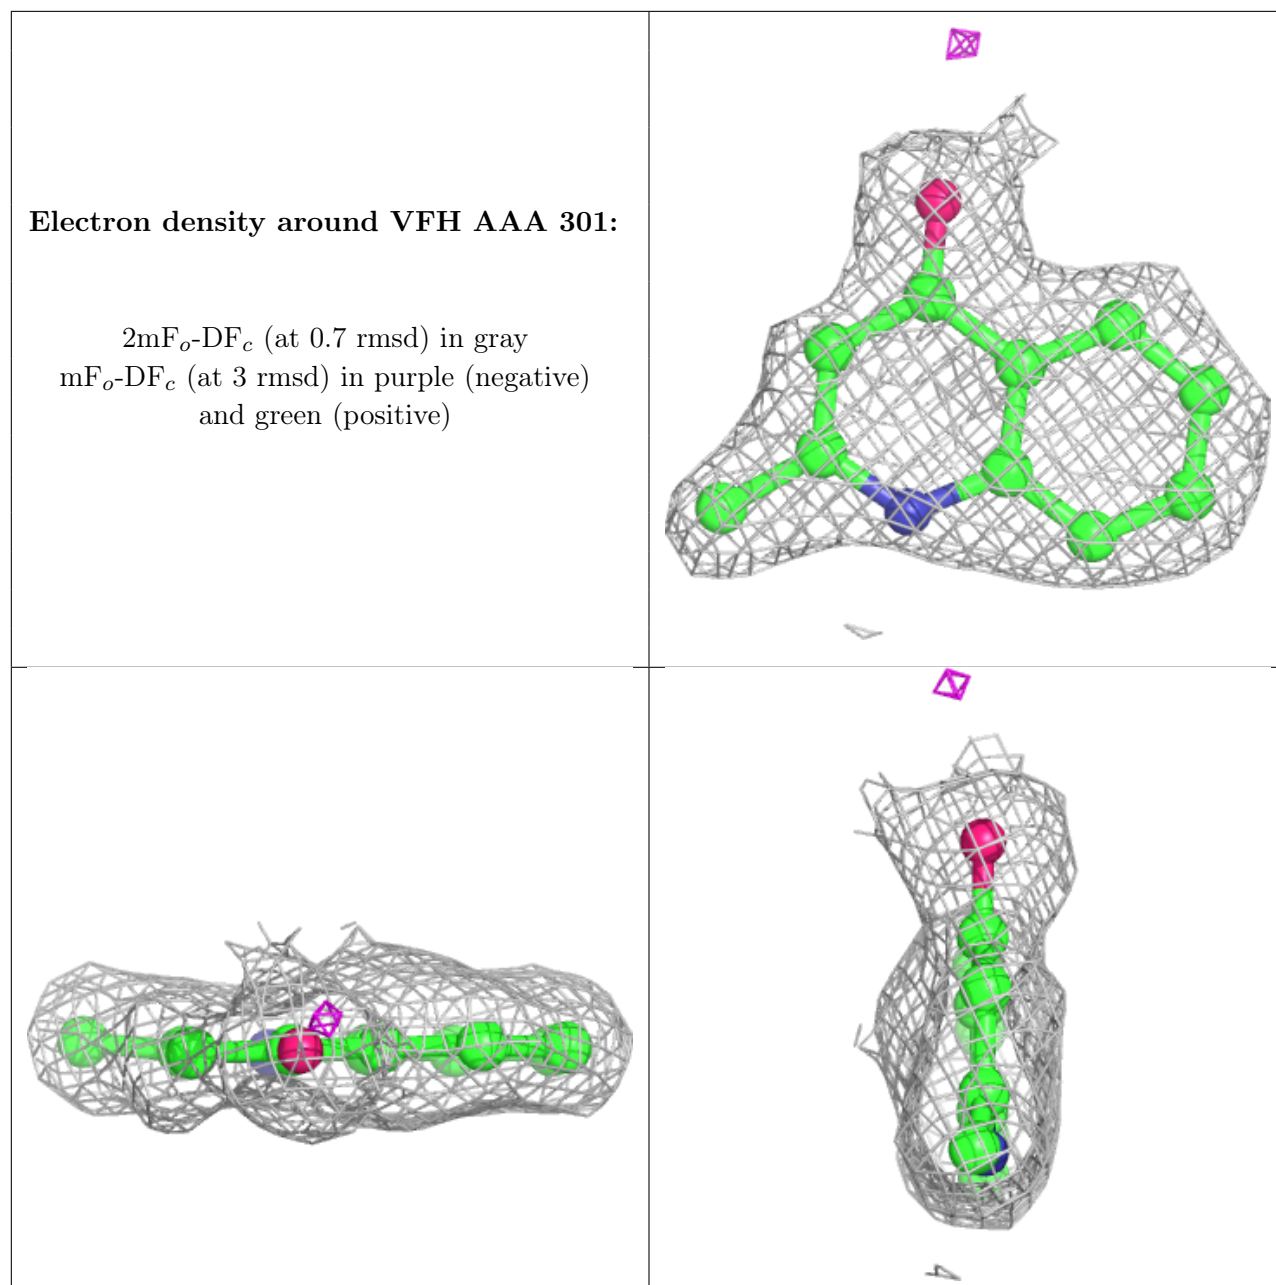 Electron density around VFH AAA 301:
2mFₒ-DF𝒸 (at 0.7 rmsd) in gray
mFₒ-DF𝒸 (at 3 rmsd) in purple (negative)
and green (positive)